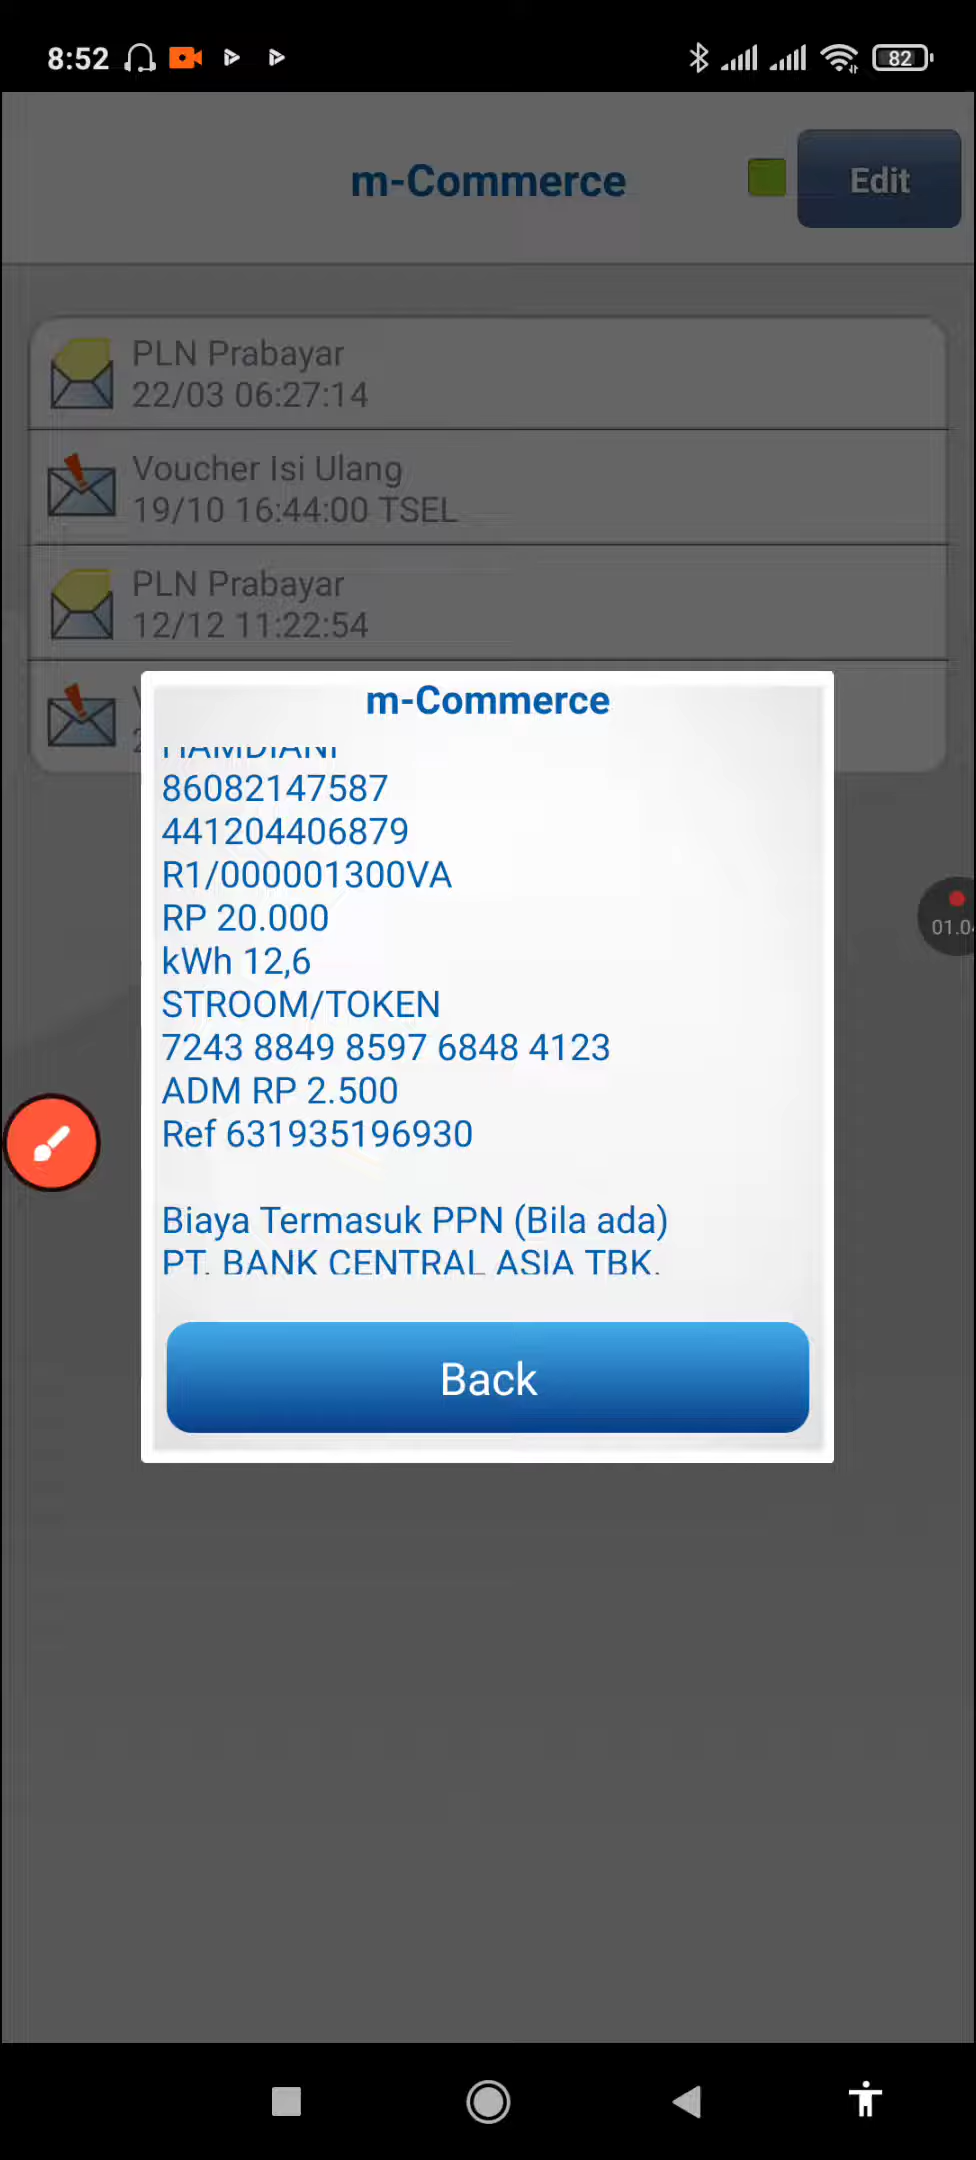 8:52
82
m-Commerce
Edit
PLN Prabayar
22/03 06:27:14
Voucher Isi Ulang
19/10 16:44:00 TSEL
PLN Prabayar
12/12 11:22:54
m-Commerce
86082147587
441204406879
R1/000001300VA
RP 20.000
kWh 12,6
STROOM/TOKEN
7243 8849 8597 6848 4123
ADM RP 2.500
Ref 631935196930
Biaya Termasuk PPN (Bila ada)
PT. BANK CENTRAL ASIA TBK.
Back